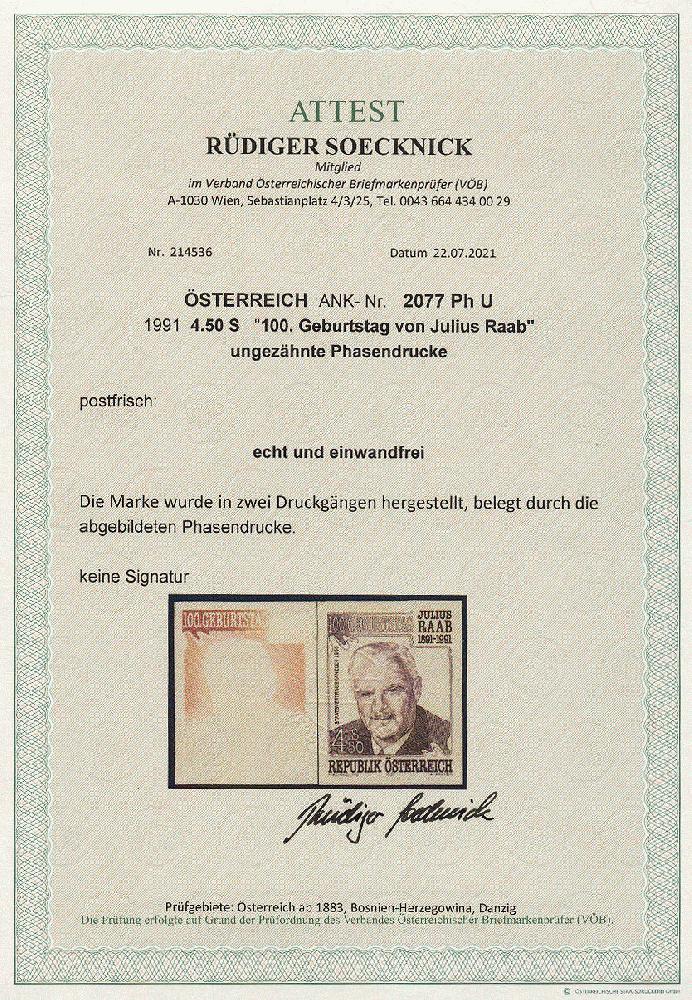 ATTEST
RÜDIGER SOECKNICK
Mitglied
im Verband Österreichischer Briefmarkenprüfer (VÖB)
A-1030 Wien, Sebastianplatz 4/3/25, Tel. 0043 664 434 00 29
Nr. 214536 Datum 22.07.2021
ÖSTERREICH ANK-Nr. 2077 Ph U
1991 4.50 S "100. Geburtstag von Julius Raab"
ungezähnte Phasendrucke
postfrisch:
echt und einwandfrei
Die Marke wurde in zwei Druckgängen hergestellt, belegt durch die
abgebildeten Phasendrucke.
keine Signatur
100.GEBURTSTAG
100.GEBURTSTAG
JULIUS
RAAB
1891-1991
4.S
50
REPUBLIK ÖSTERREICH
Prüfgebiete: Österreich ab 1883, Bosnien-Herzegowina, Danzig
Die Prüfung erfolgte auf Grund der Prüfordnung des Verbandes Österreichischer Briefmarkenprüfer (VÖB).